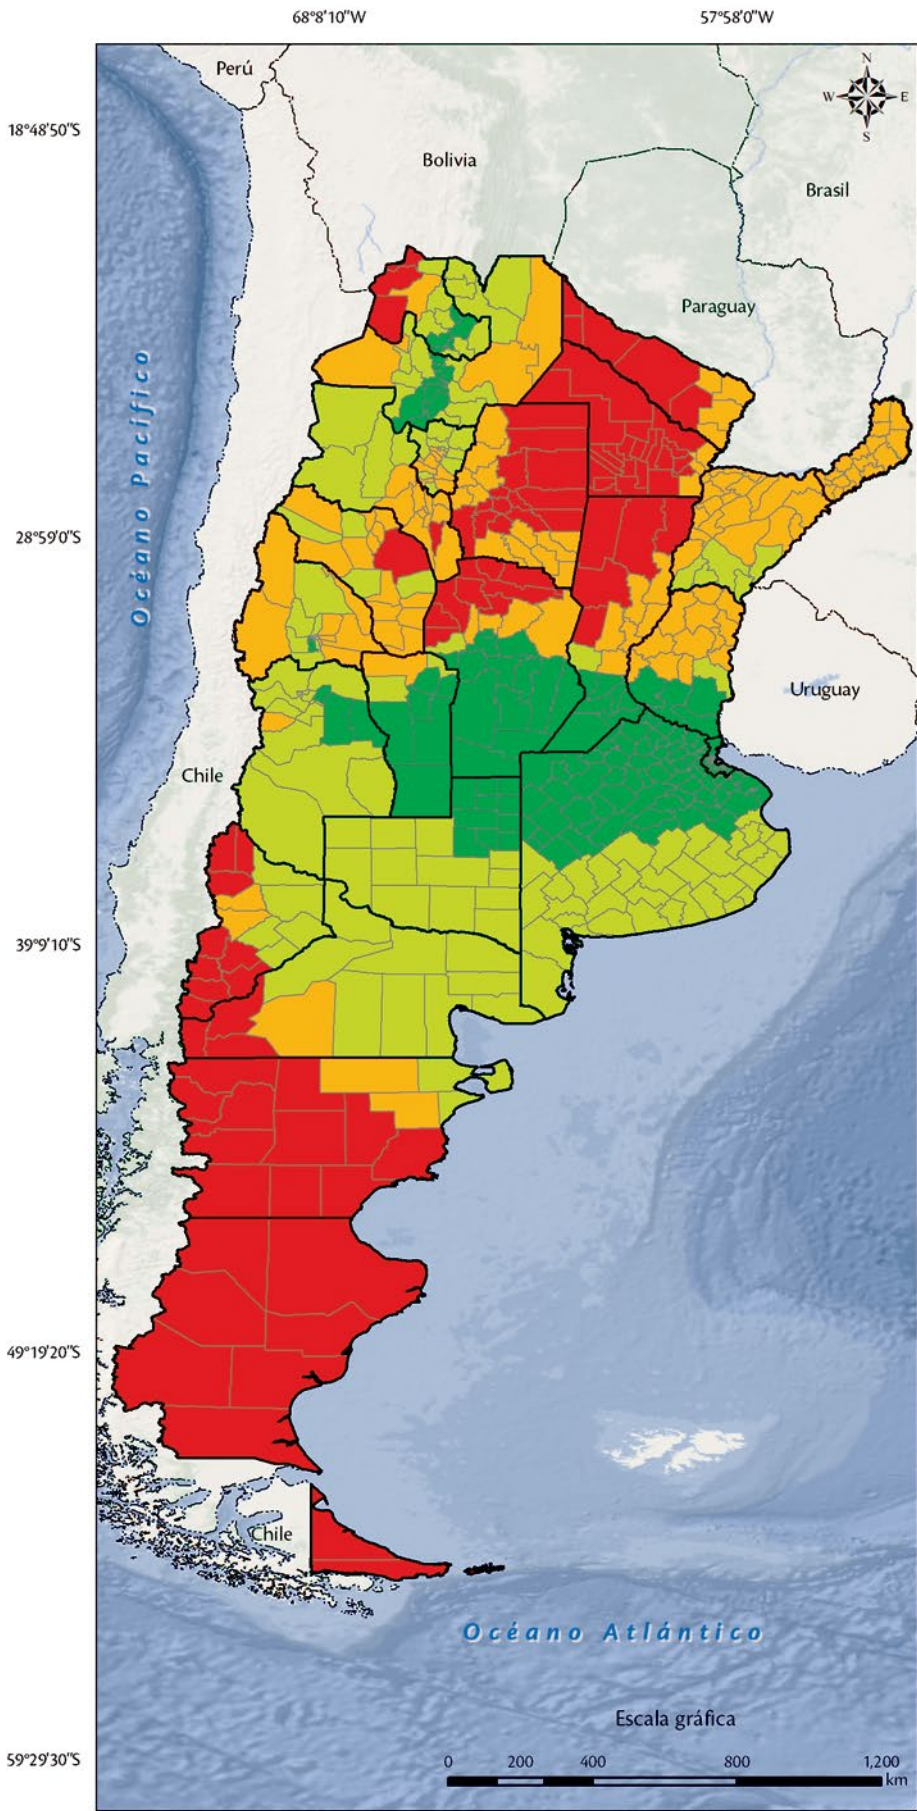 68°8'10"W 57°58'0"W
Perú
N
W E
S
18°48'50"S
Bolivia
Brasil
Paraguay
Océano Pacífico
28°59'0"S
Uruguay
Chile
39°9'10"S
49°19'20"S
Chile
Océano Atlántico
Escala gráfica
59°29'30"S
0 200 400 800 1,200
km